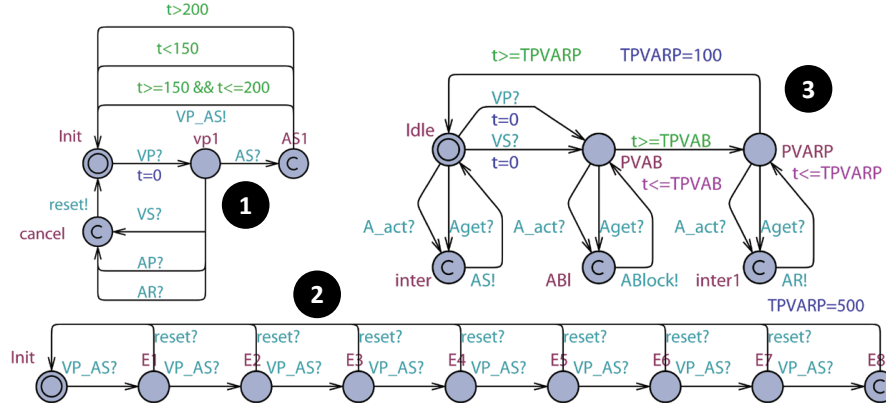 t>200
t<150
t>=150 && t<=200
VP_AS!
Init
vp1
AS1
VP?
t=0
AS?
C
reset!
1
VS?
cancel
C
AP?
AR?
t>=TPVARP
TPVARP=100
3
Idle
VP?
t=0
VS?
t=0
PVAB
t>=TPVAB
PVARP
t<=TPVAB
t<=TPVARP
A_act?
Aget?
A_act?
Aget?
A_act?
Aget?
C
C
C
inter
AS!
ABl
ABlock!
inter1
AR!
2
TPVARP=500
reset?
reset?
reset?
reset?
reset?
reset?
reset?
Init
E1
E2
E3
E4
E5
E6
E7
E8
VP_AS?
VP_AS?
VP_AS?
VP_AS?
VP_AS?
VP_AS?
VP_AS?
VP_AS?
C